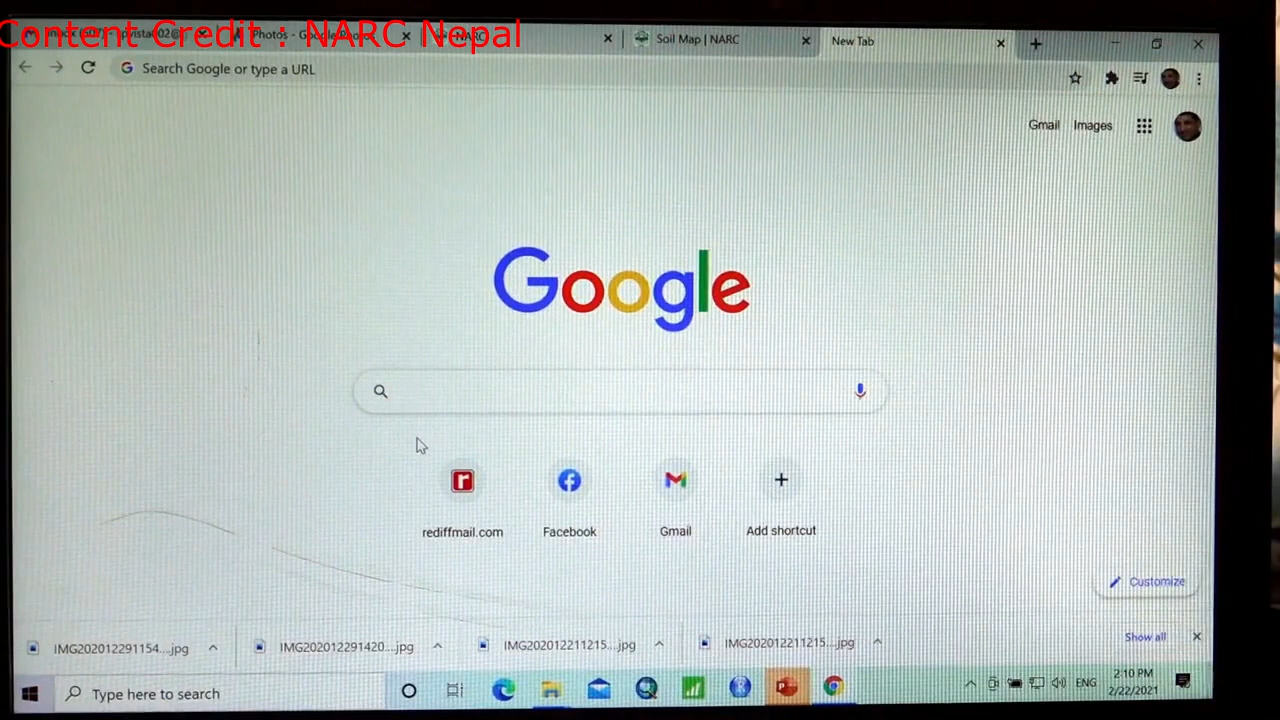 Content Credit : NARC Nepal
Photos - Google Photos
NARC
Soil Map | NARC
New Tab
Search Google or type a URL
Gmail Images
Google
rediffmail.com Facebook Gmail Add shortcut
Customize
IMG202012291154...jpg IMG202012291420...jpg IMG202012211215...jpg IMG202012211215...jpg Show all
Type here to search
ENG
2:10 PM
2/22/2021